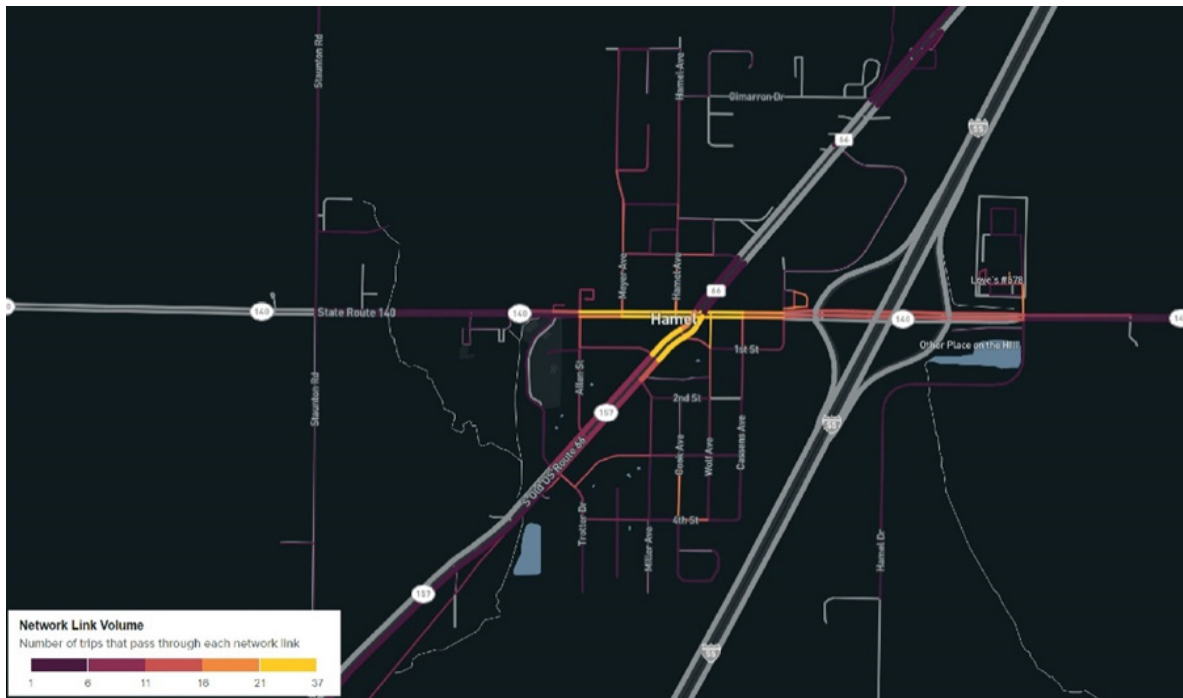 Staunton Rd
Hamel Ave
Cimarron Dr
55
66
Meyer Ave
Hamel Ave
Love's #678
66
140
State Route 140
140
Hamel
140
1st St
Other Place on the Hill
Allen St
2nd St
Staunton Rd
157
55
Cook Ave
Wolf Ave
Cassens Ave
S Old US Route 66
4th St
Trotter Dr
Miller Ave
Hamel Dr
157
55
Network Link Volume
Number of trips that pass through each network link
1 6 11 16 21 37